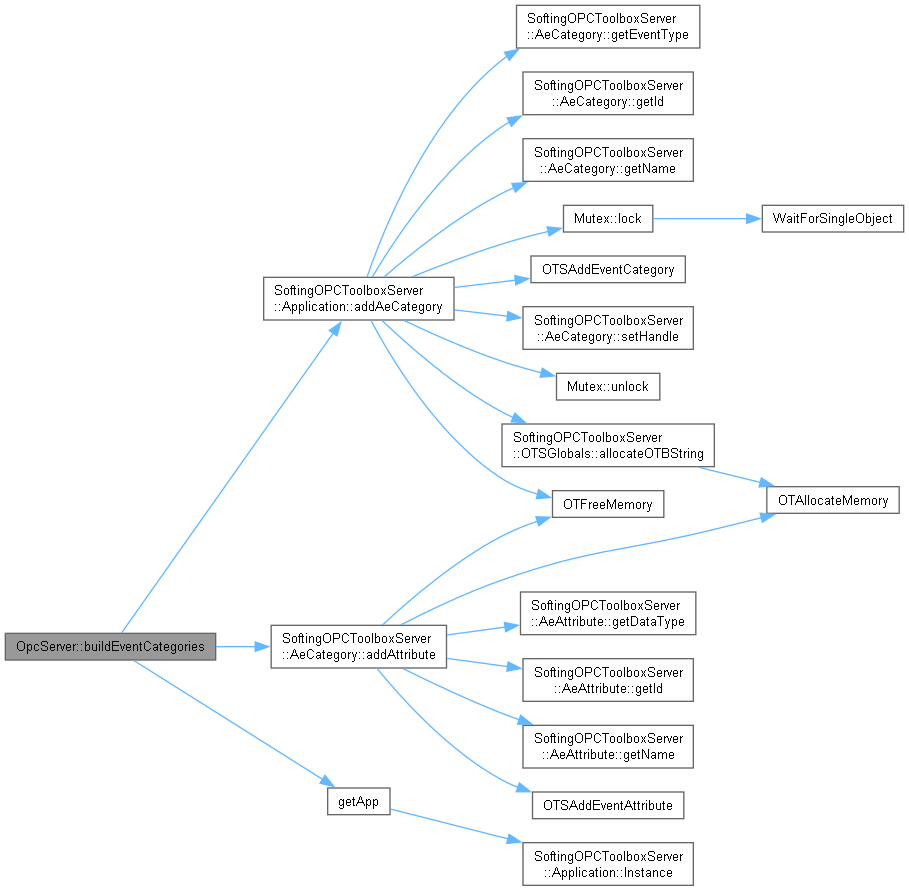 SoftingOPCToolboxServer
::AeCategory::getEventType
SoftingOPCToolboxServer
::AeCategory::getId
SoftingOPCToolboxServer
::AeCategory::getName
Mutex::lock
WaitForSingleObject
OTSAddEventCategory
SoftingOPCToolboxServer
::Application::addAeCategory
SoftingOPCToolboxServer
::AeCategory::setHandle
Mutex::unlock
SoftingOPCToolboxServer
::OTSGlobals::allocateOTBString
OTFreeMemory
OTAllocateMemory
SoftingOPCToolboxServer
::AeAttribute::getDataType
OpcServer::buildEventCategories
SoftingOPCToolboxServer
::AeCategory::addAttribute
SoftingOPCToolboxServer
::AeAttribute::getId
SoftingOPCToolboxServer
::AeAttribute::getName
getApp
OTSAddEventAttribute
SoftingOPCToolboxServer
::Application::Instance